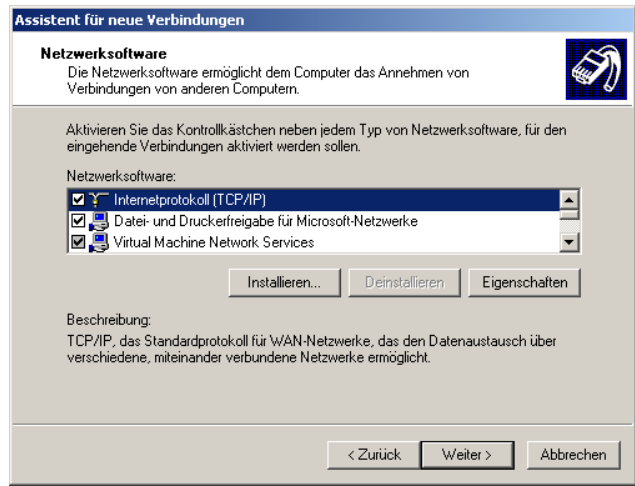 Assistent für neue Verbindungen
Netzwerksoftware
Die Netzwerksoftware ermöglicht dem Computer das Annehmen von
Verbindungen von anderen Computern.
Aktivieren Sie das Kontrollkästchen neben jedem Typ von Netzwerksoftware, für den
eingehende Verbindungen aktiviert werden sollen.
Netzwerksoftware:
Internetprotokoll (TCP/IP)
Datei- und Druckerfreigabe für Microsoft-Netzwerke
Virtual Machine Network Services
Installieren... Deinstallieren Eigenschaften
Beschreibung:
TCP/IP, das Standardprotokoll für WAN-Netzwerke, das den Datenaustausch über
verschiedene, miteinander verbundene Netzwerke ermöglicht.
< Zurück Weiter > Abbrechen